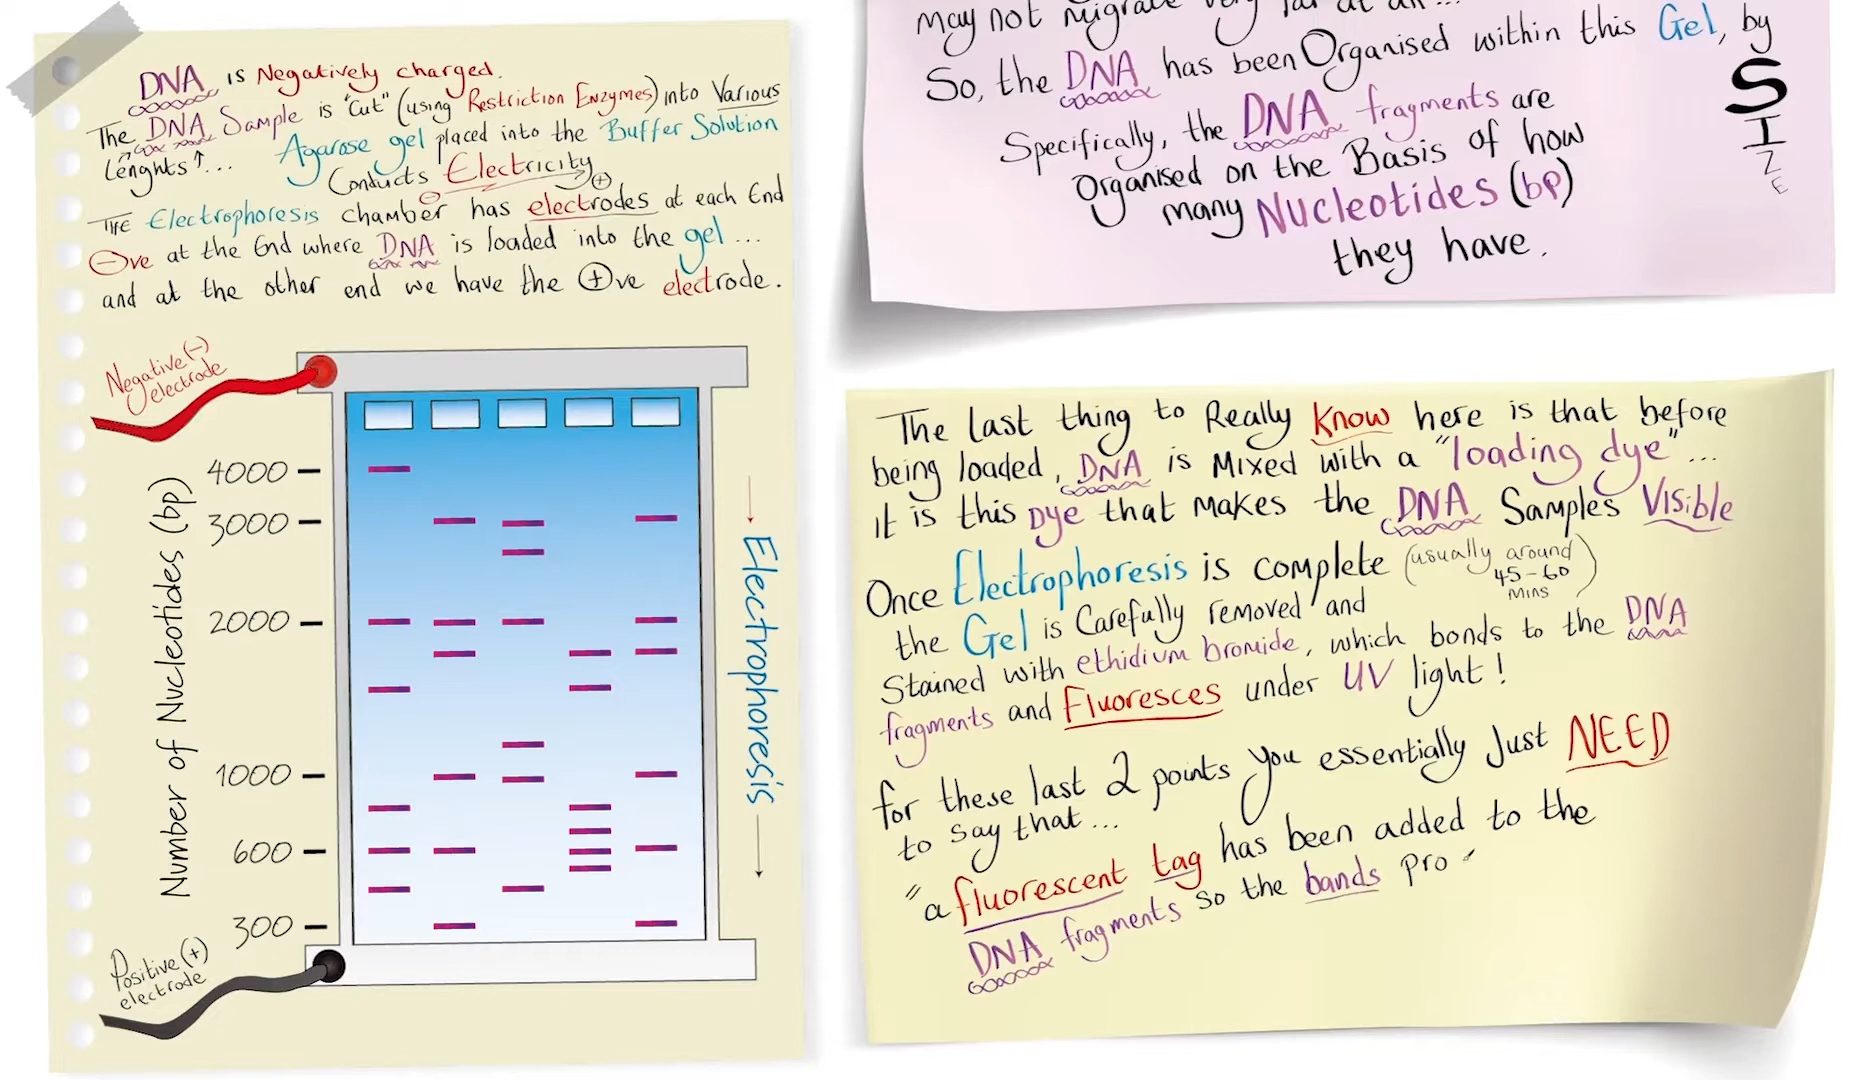 DNA is Negatively charged.
The DNA Sample is "Cut" (using Restriction Enzymes) into Various
Lenghts...
Agarose gel placed into the Buffer Solution
Conducts Electricity
The Electrophoresis chamber has electrodes at each End
⊖ve at the End where DNA is loaded into the gel ...
and at the other end we have the ⊕ve electrode.
Negative (-)
electrode
Number of Nucleotides (bp)
4000
3000
2000
1000
600
300
Positive (+)
electrode
Electrophoresis
may not migrate very far at all...
So, the DNA has been Organised within this Gel, by
SIZE
Specifically, the DNA fragments are
Organised on the Basis of how
many Nucleotides (bp)
they have.
The last thing to Really Know here is that before
being loaded, DNA is Mixed with a "loading dye"...
it is this Dye that makes the DNA Samples Visible
Once Electrophoresis is complete (usually around
45-60
mins)
the Gel is Carefully removed and
Stained with ethidium bromide, which bonds to the DNA
fragments and Fluoresces under UV light!
for these last 2 points you essentially Just NEED
to say that...
"a fluorescent tag has been added to the
DNA fragments so the bands pro